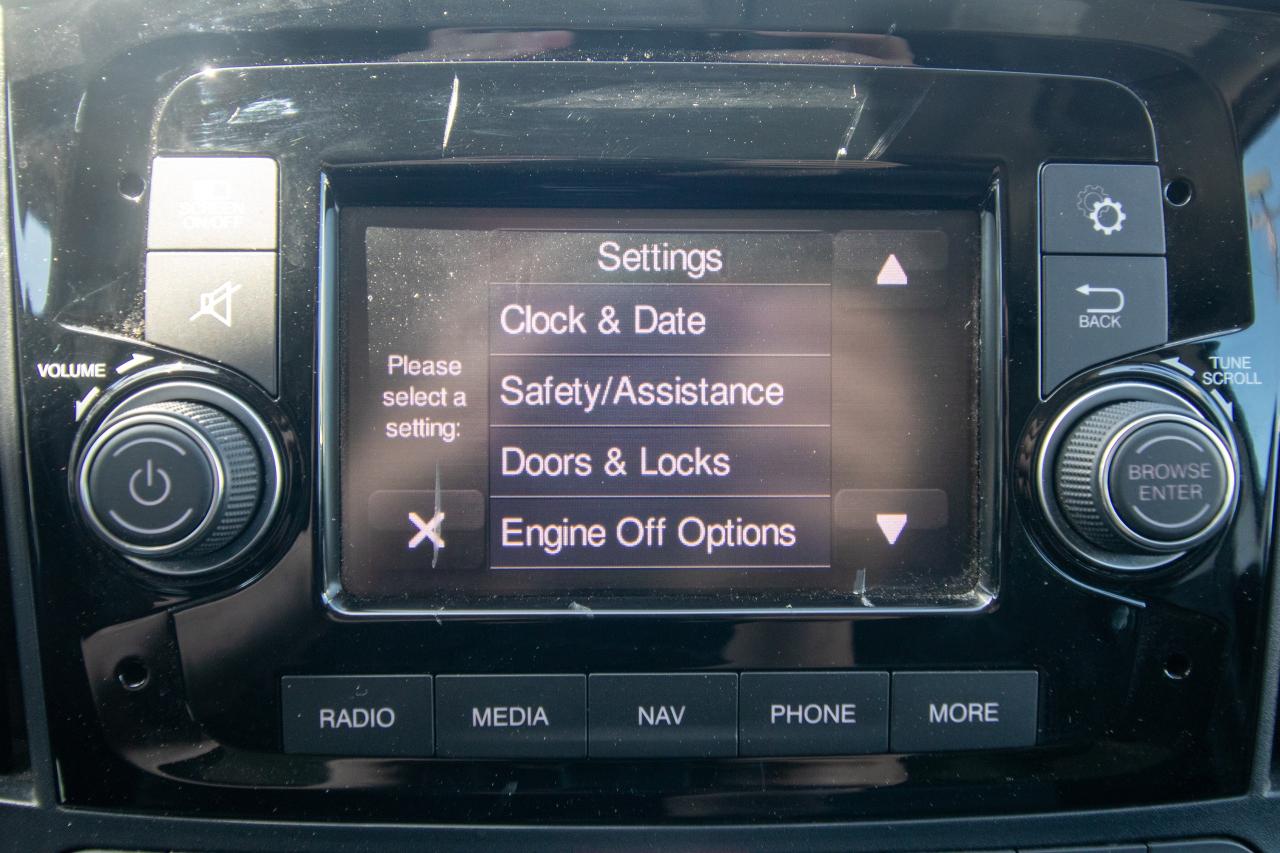 SCREEN
ON/OFF
VOLUME
Settings
Clock & Date
Safety/Assistance
Doors & Locks
Engine Off Options
Please
select a
setting:
BACK
TUNE
SCROLL
BROWSE
ENTER
RADIO
MEDIA
NAV
PHONE
MORE